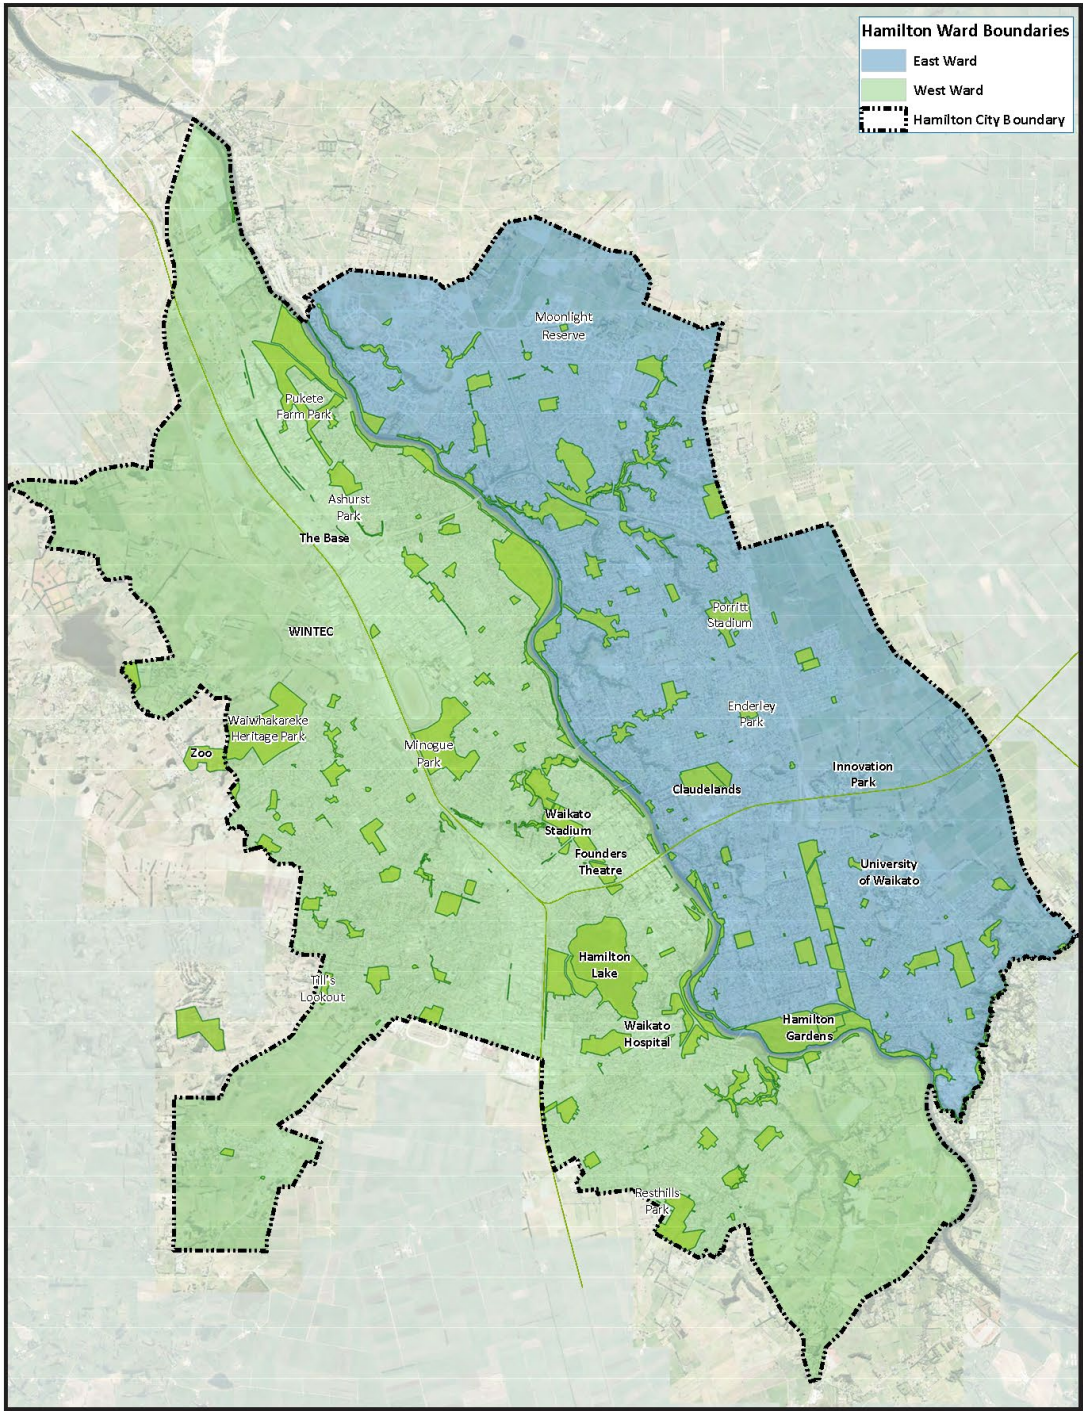 Hamilton Ward Boundaries
East Ward
West Ward
Hamilton City Boundary
Moonlight
Reserve
Pukete
Farm Park
Ashurst
Park
The Base
Porritt
Stadium
WINTEC
Enderley
Park
Waiwhakareke
Heritage Park
Zoo
Minogue
Park
Innovation
Park
Claudelands
Waikato
Stadium
Founders
Theatre
University
of Waikato
Hamilton
Lake
Till's
Lookout
Waikato
Hospital
Hamilton
Gardens
Resthills
Park